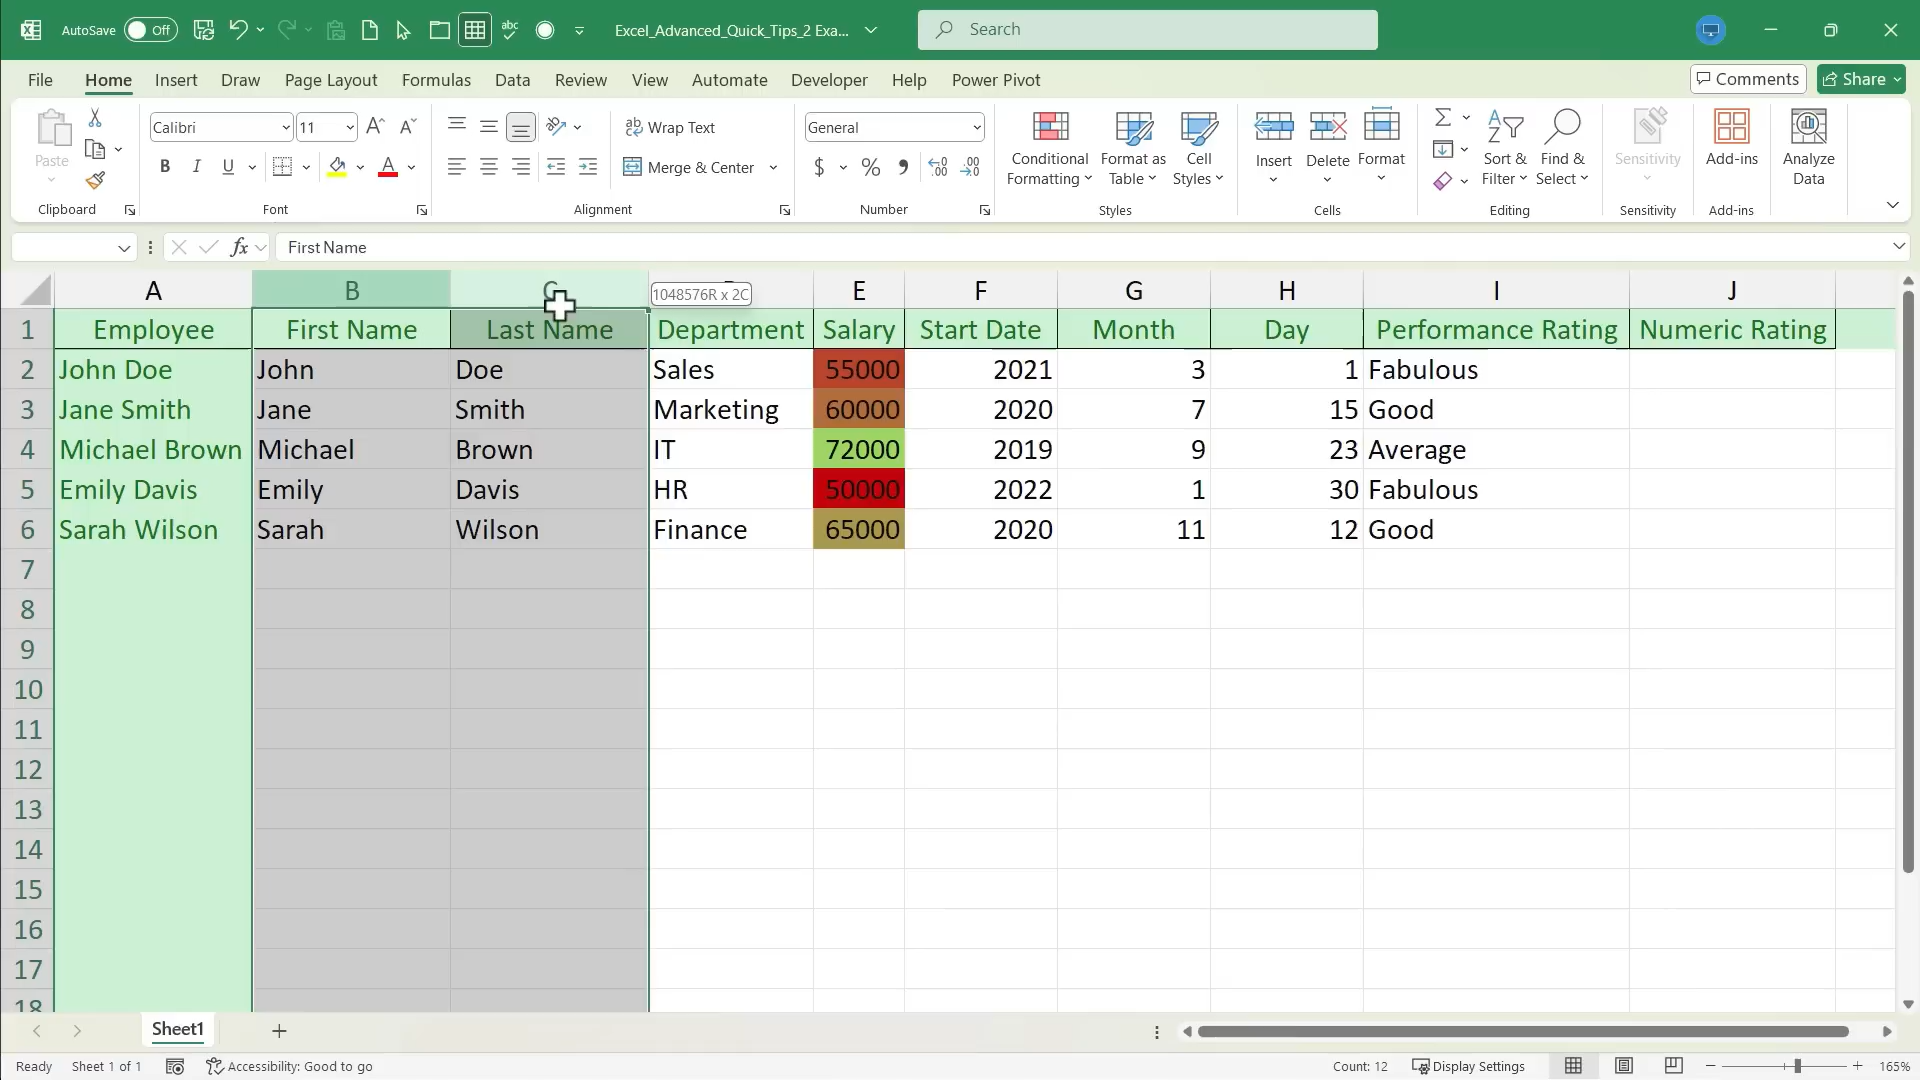 AutoSave Off abc Excel_Advanced_Quick_Tips_2 Exa... Search
File Home Insert Draw Page Layout Formulas Data Review View Automate Developer Help Power Pivot Comments Share
Paste
Clipboard
Calibri 11
B I U A
Font
Wrap Text
Merge & Center
Alignment
General
$ % 9 .00
Number
Conditional Formatting
Format as Table
Cell Styles
Styles
Insert Delete Format
Cells
Sort & Filter
Find & Select
Editing
Sensitivity
Sensitivity
Add-ins
Add-ins
Analyze Data
fx First Name
A B C 1048576R x 2C E F G H I J
1 Employee First Name Last Name Department Salary Start Date Month Day Performance Rating Numeric Rating
2 John Doe John Doe Sales 55000 2021 3 1 Fabulous
3 Jane Smith Jane Smith Marketing 60000 2020 7 15 Good
4 Michael Brown Michael Brown IT 72000 2019 9 23 Average
5 Emily Davis Emily Davis HR 50000 2022 1 30 Fabulous
6 Sarah Wilson Sarah Wilson Finance 65000 2020 11 12 Good
7
8
9
10
11
12
13
14
15
16
17
18
Sheet1
Ready Sheet 1 of 1 Accessibility: Good to go Count: 12 Display Settings 165%